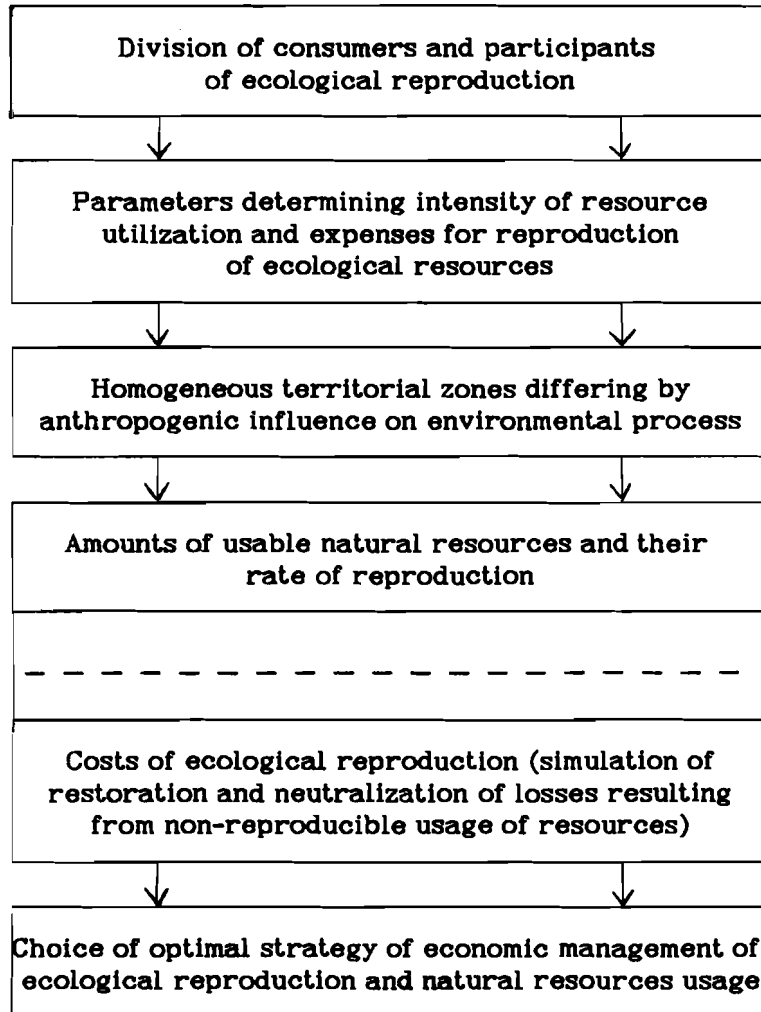 Division of consumers and participants
of ecological reproduction
Parameters determining intensity of resource
utilization and expenses for reproduction
of ecological resources
Homogeneous territorial zones differing by
anthropogenic influence on environmental process
Amounts of usable natural resources and their
rate of reproduction
Costs of ecological reproduction (simulation of
restoration and neutralization of losses resulting
from non-reproducible usage of resources)
Choice of optimal strategy of economic management of
ecological reproduction and natural resources usage